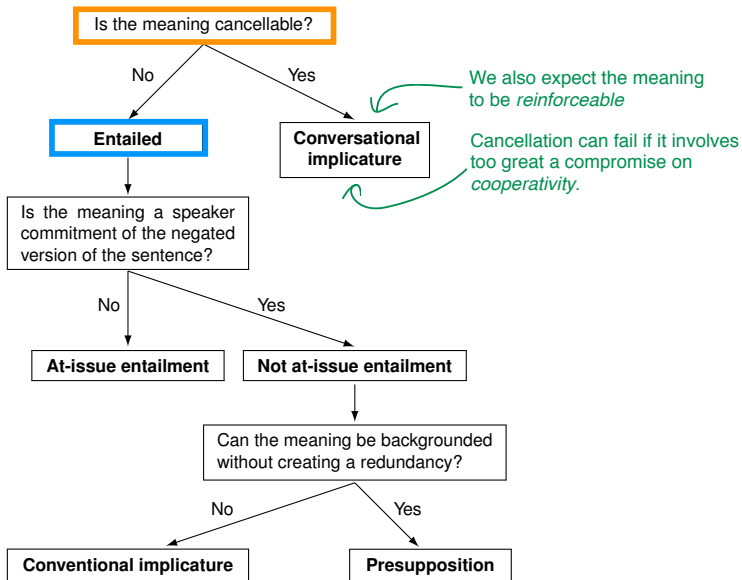 Is the meaning cancellable?
No
Yes
We also expect the meaning
to be reinforceable
Entailed
Conversational
implicature
Cancellation can fail if it involves
too great a compromise on
cooperativity.
Is the meaning a speaker
commitment of the negated
version of the sentence?
No
Yes
At-issue entailment
Not at-issue entailment
Can the meaning be backgrounded
without creating a redundancy?
No
Yes
Conventional implicature
Presupposition